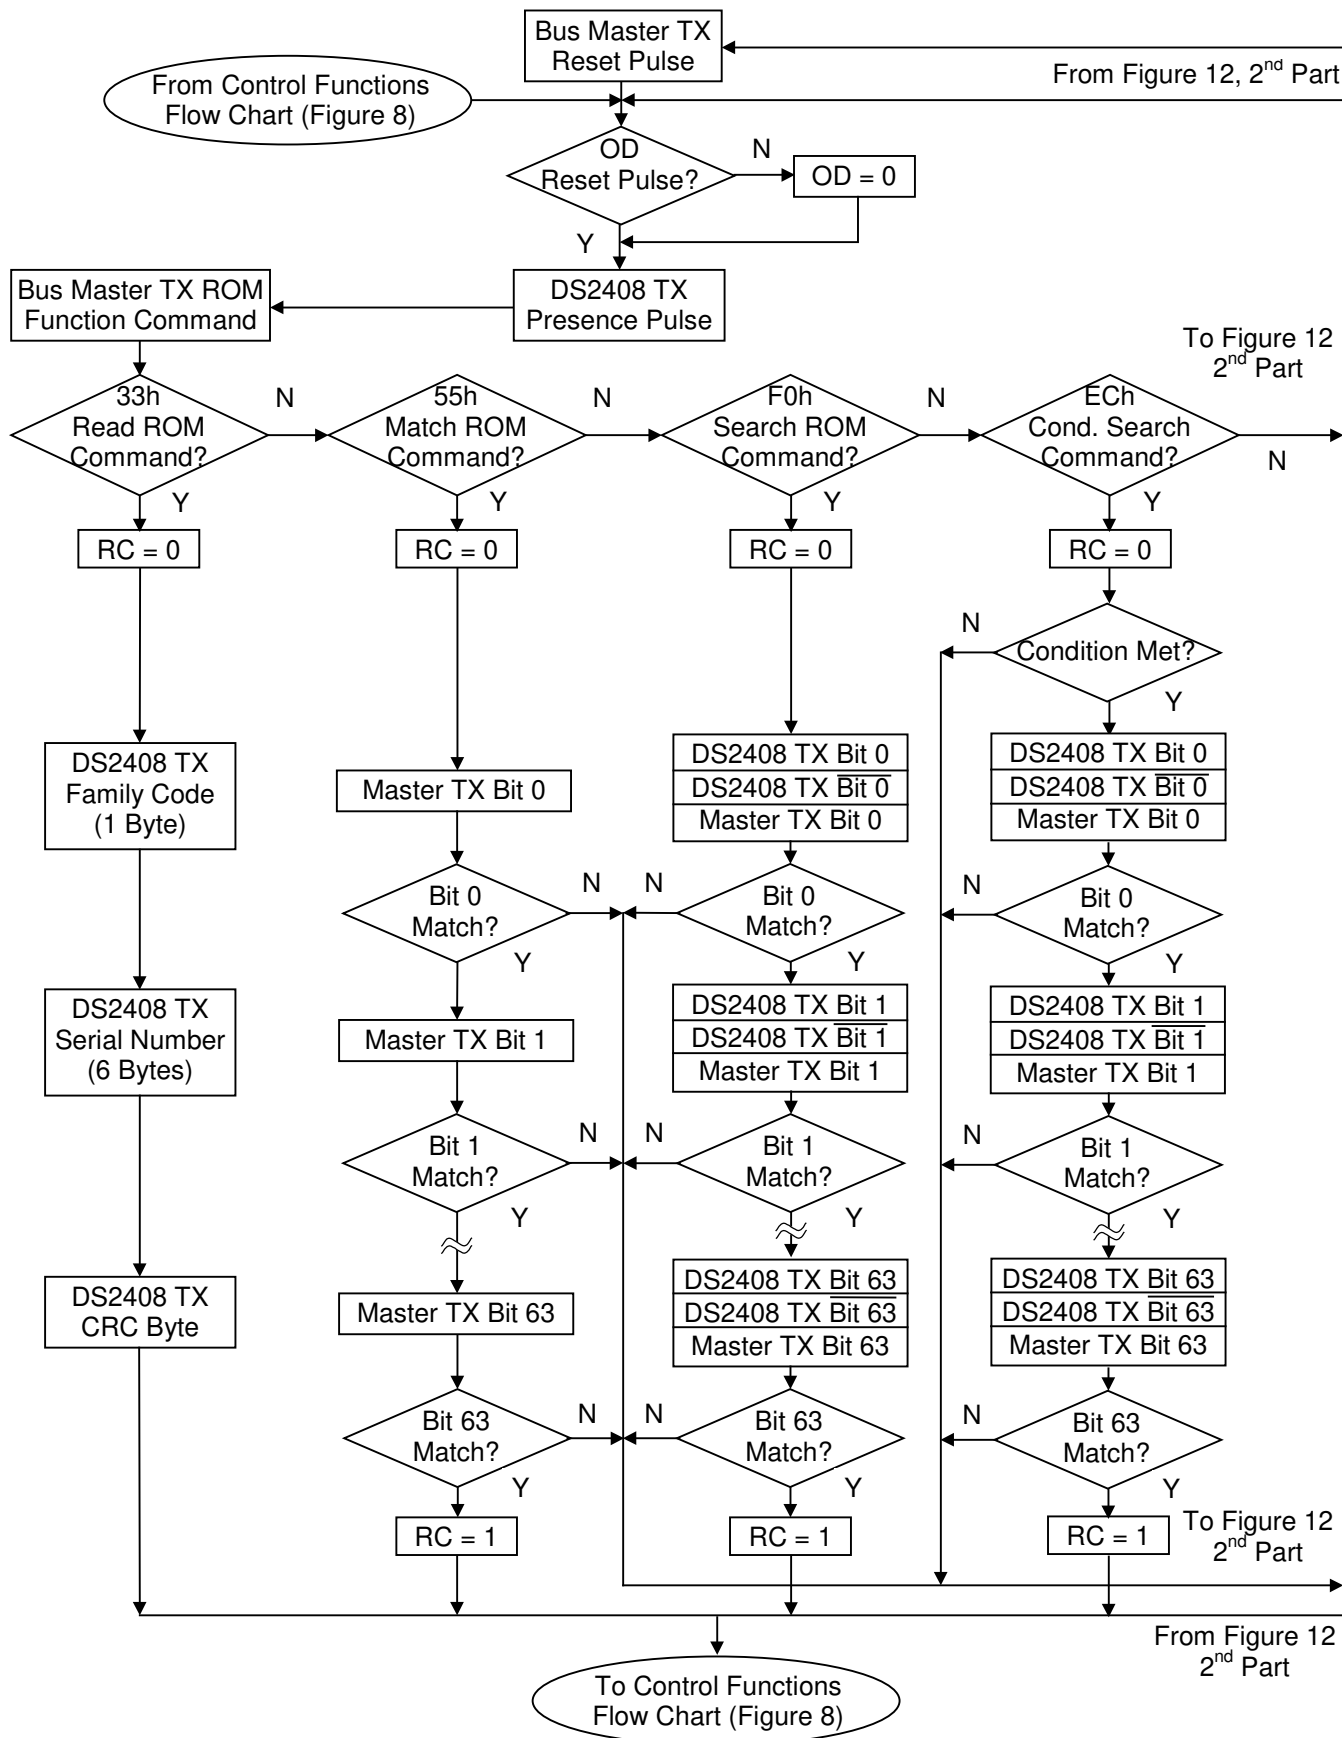 Bus Master TX
Reset Pulse
From Control Functions
Flow Chart (Figure 8)
From Figure 12, 2nd Part
OD
Reset Pulse?
N
OD = 0
Y
Bus Master TX ROM
Function Command
DS2408 TX
Presence Pulse
To Figure 12
2nd Part
33h
Read ROM
Command?
N
55h
Match ROM
Command?
N
F0h
Search ROM
Command?
N
ECh
Cond. Search
Command?
N
Y
Y
Y
Y
RC = 0
RC = 0
RC = 0
RC = 0
N
Condition Met?
Y
DS2408 TX
Family Code
(1 Byte)
Master TX Bit 0
DS2408 TX Bit 0
DS2408 TX B̅i̅t̅ ̅0̅
Master TX Bit 0
DS2408 TX Bit 0
DS2408 TX B̅i̅t̅ ̅0̅
Master TX Bit 0
Bit 0
Match?
N
N
Bit 0
Match?
N
Bit 0
Match?
Y
Y
Y
DS2408 TX
Serial Number
(6 Bytes)
Master TX Bit 1
DS2408 TX Bit 1
DS2408 TX B̅i̅t̅ ̅1̅
Master TX Bit 1
DS2408 TX Bit 1
DS2408 TX B̅i̅t̅ ̅1̅
Master TX Bit 1
Bit 1
Match?
N
N
Bit 1
Match?
N
Bit 1
Match?
Y
Y
Y
DS2408 TX
CRC Byte
Master TX Bit 63
DS2408 TX Bit 63
DS2408 TX B̅i̅t̅ ̅6̅3̅
Master TX Bit 63
DS2408 TX Bit 63
DS2408 TX B̅i̅t̅ ̅6̅3̅
Master TX Bit 63
Bit 63
Match?
N
N
Bit 63
Match?
N
Bit 63
Match?
Y
Y
Y
RC = 1
RC = 1
RC = 1
To Figure 12
2nd Part
From Figure 12
2nd Part
To Control Functions
Flow Chart (Figure 8)